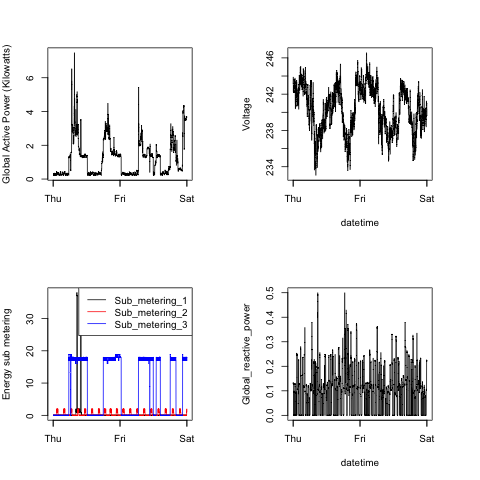 Global Active Power (Kilowatts)
0 2 4 6
Thu Fri Sat
Voltage
234 238 242 246
Thu Fri Sat
datetime
Energy sub metering
0 10 20 30
Thu Fri Sat
Sub_metering_1
Sub_metering_2
Sub_metering_3
Global_reactive_power
0.0 0.1 0.2 0.3 0.4 0.5
Thu Fri Sat
datetime